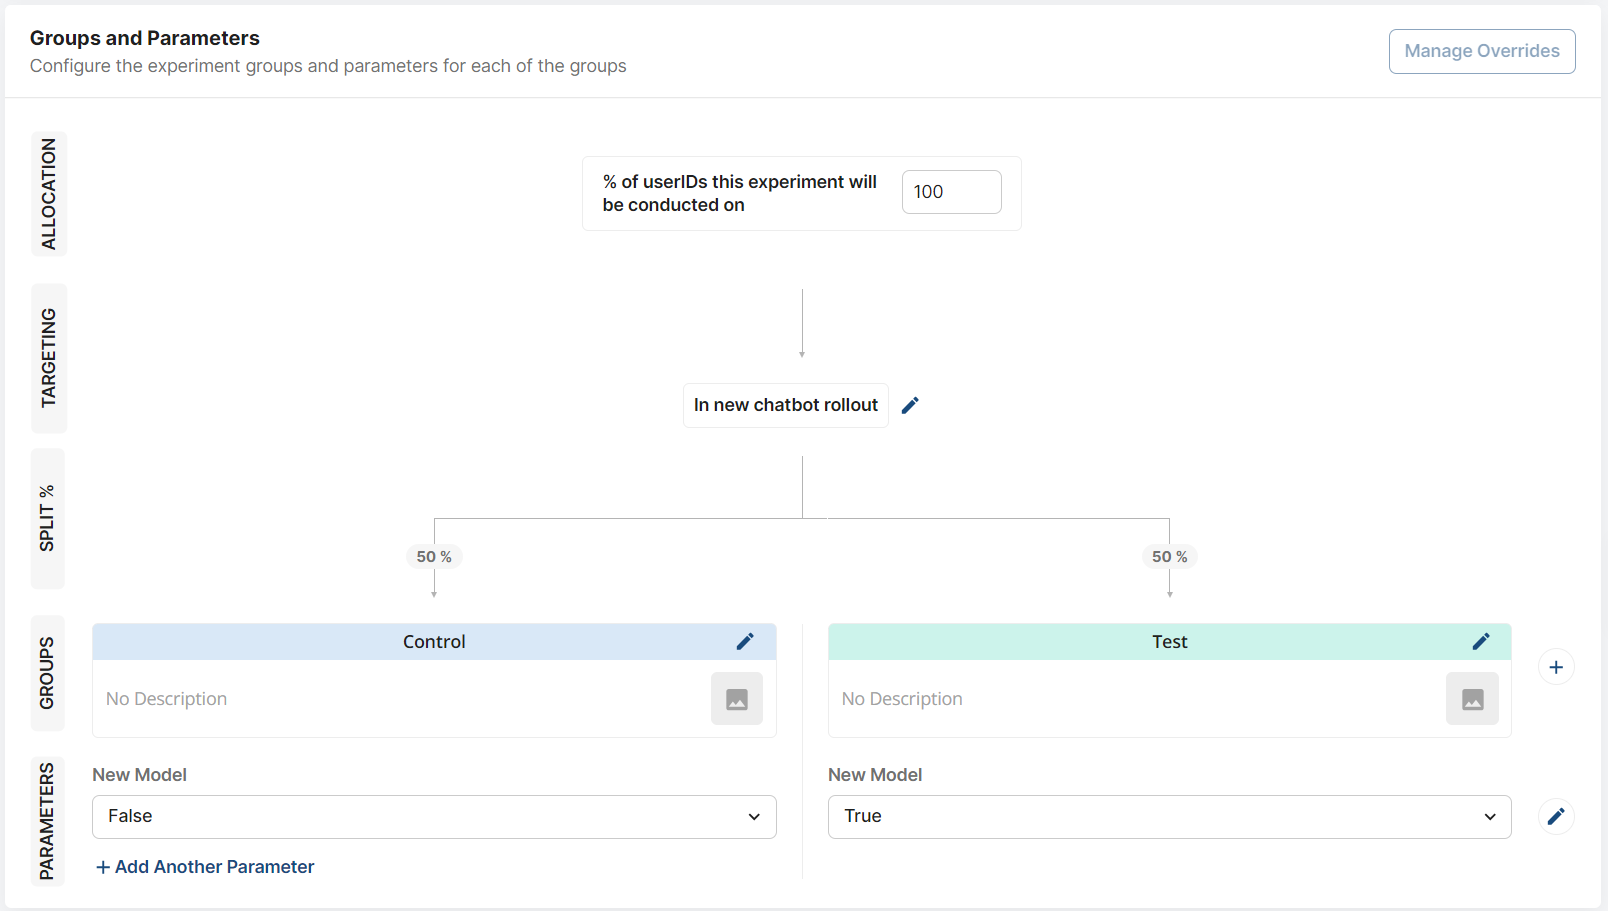 Groups and Parameters
Configure the experiment groups and parameters for each of the groups
Manage Overrides
ALLOCATION
% of userIDs this experiment will
be conducted on
100
TARGETING
In new chatbot rollout
SPLIT %
50 %
50 %
GROUPS
Control
Test
No Description
No Description
PARAMETERS
New Model
New Model
False
True
+ Add Another Parameter